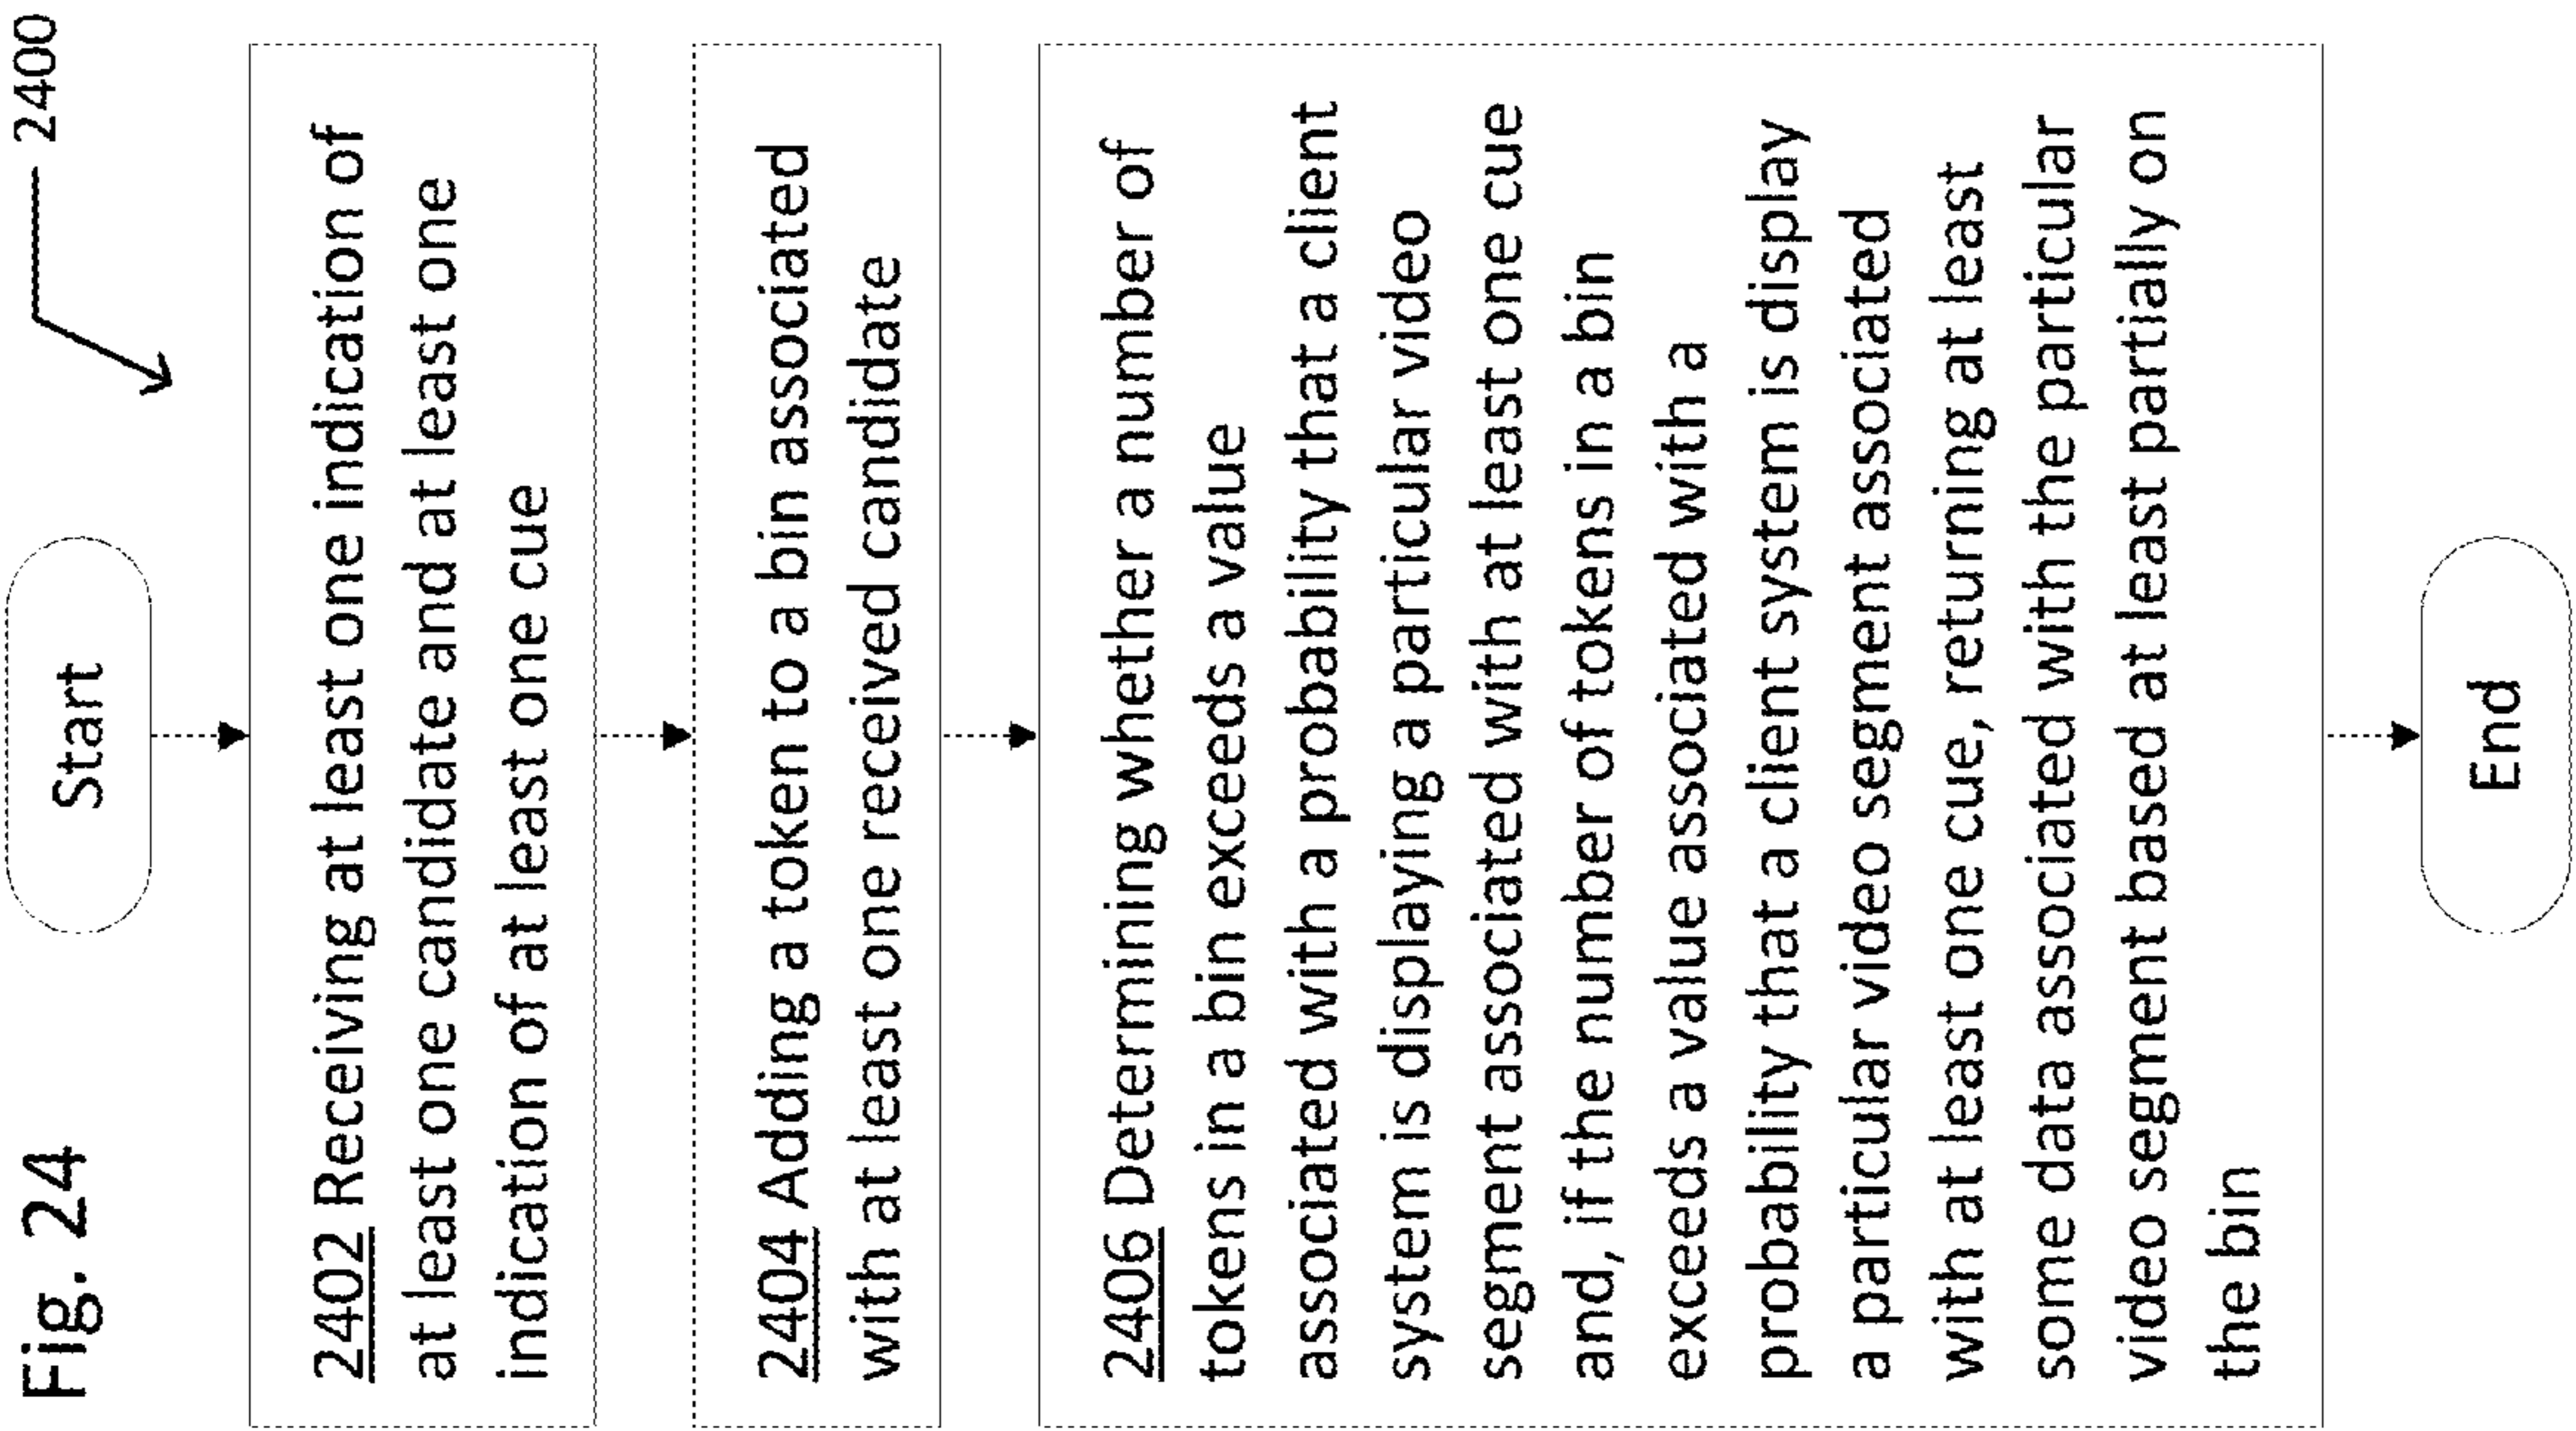 Fig. 24
2400
Start
2402 Receiving at least one indication of
at least one candidate and at least one
indication of at least one cue
2404 Adding a token to a bin associated
with at least one received candidate
2406 Determining whether a number of
tokens in a bin exceeds a value
associated with a probability that a client
system is displaying a particular video
segment associated with at least one cue
and, if the number of tokens in a bin
exceeds a value associated with a
probability that a client system is display
a particular video segment associated
with at least one cue, returning at least
some data associated with the particular
video segment based at least partially on
the bin
End